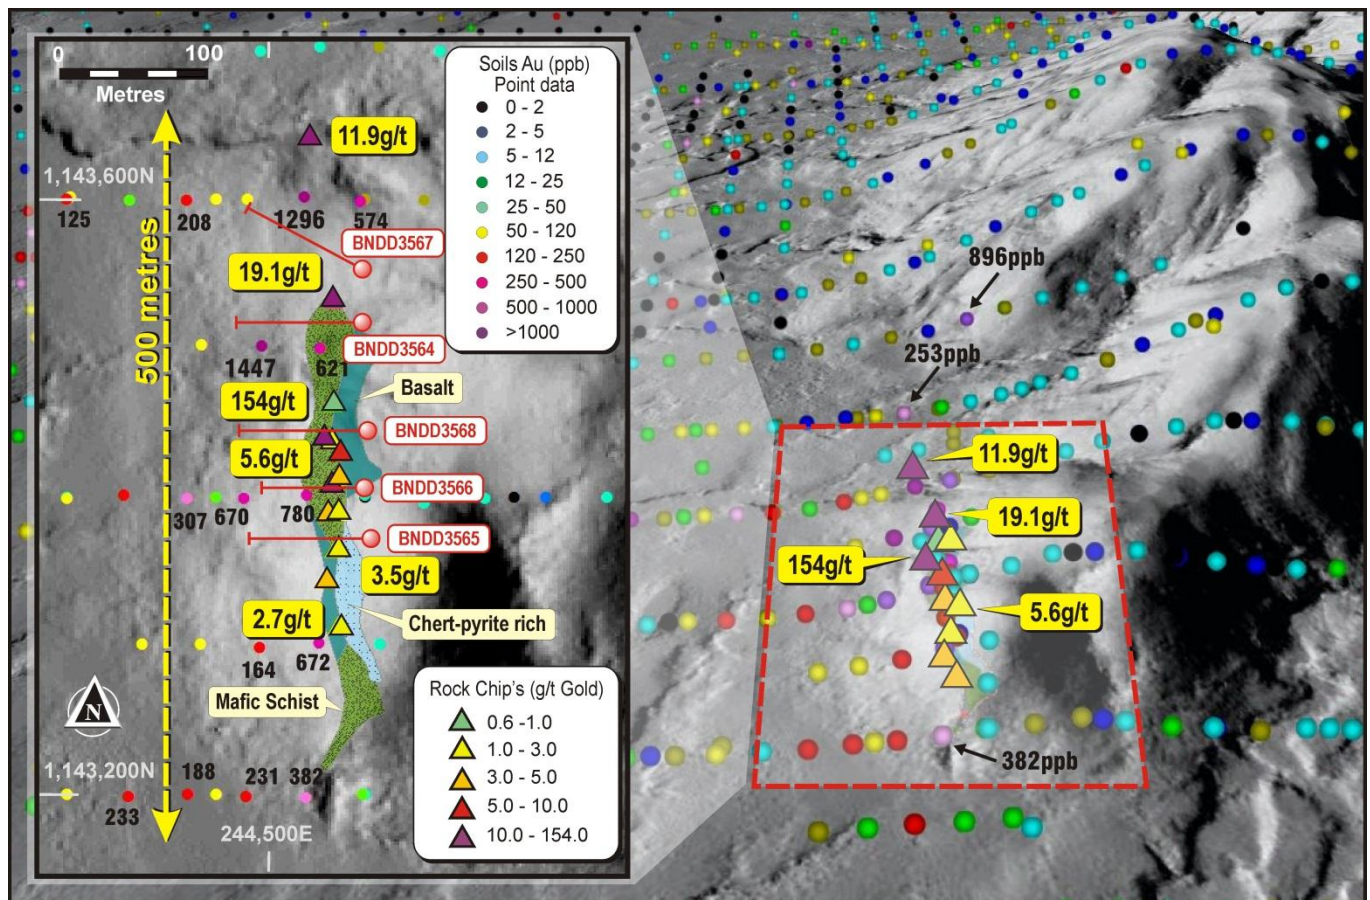 0 100
Metres
11.9g/t
1,143,600N
125
208
1296
574
BNDD3567
19.1g/t
500 metres
BNDD3564
1447
621
Basalt
154g/t
BNDD3568
5.6g/t
BNDD3566
307
670
780
BNDD3565
3.5g/t
2.7g/t
Chert-pyrite rich
164
672
Mafic Schist
N
1,143,200N
188
231
382
233
244,500E
Soils Au (ppb)
Point data
0 - 2
2 - 5
5 - 12
12 - 25
25 - 50
50 - 120
120 - 250
250 - 500
500 - 1000
>1000
Rock Chip's (g/t Gold)
0.6 -1.0
1.0 - 3.0
3.0 - 5.0
5.0 - 10.0
10.0 - 154.0
896ppb
253ppb
11.9g/t
19.1g/t
154g/t
5.6g/t
382ppb